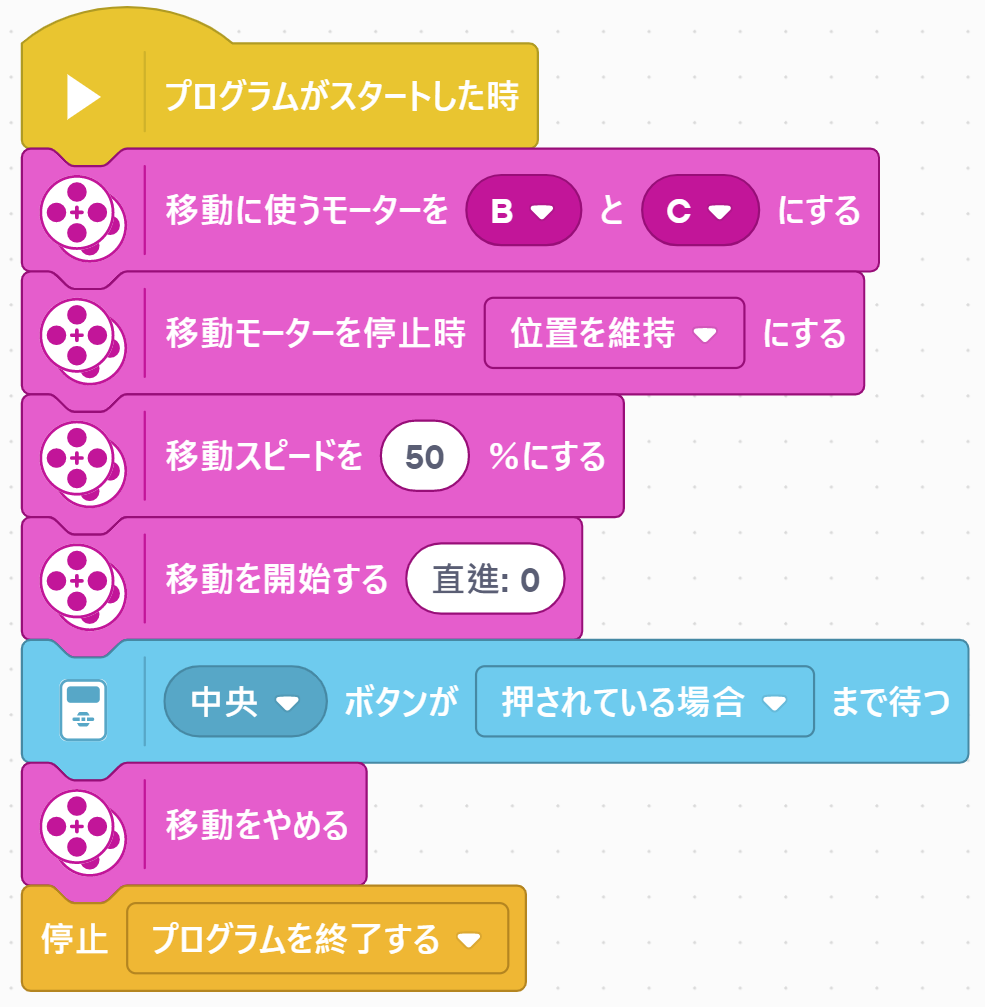 プログラムがスタートした時
移動に使うモーターを B と C にする
移動モーターを停止時 位置を維持 にする
移動スピードを 50 %にする
移動を開始する 直進: 0
中央 ボタンが 押されている場合 まで待つ
移動をやめる
停止 プログラムを終了する